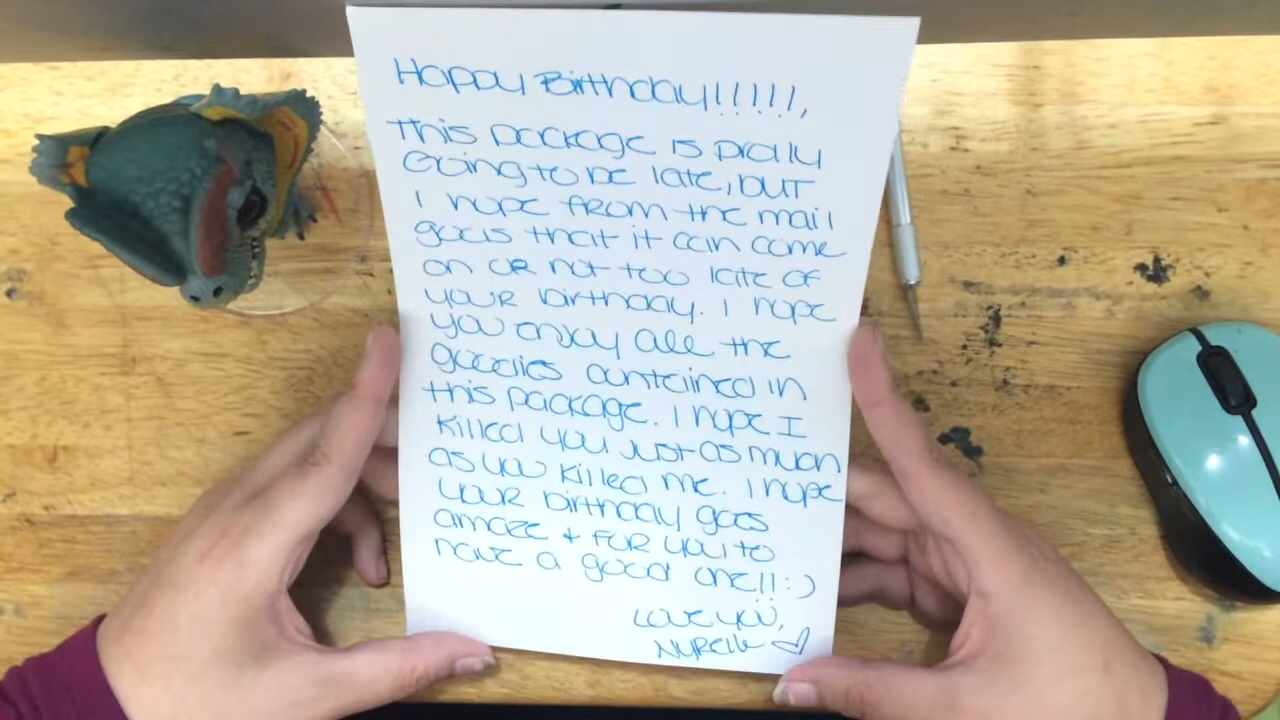 Happy Birthday!!!!!,
This package is prolly
going to be late, but
I hope from the mail
gods that it can come
on or not too late of
your birthday. I hope
you enjoy all the
goodies contained in
this package. I hope I
killed you just as much
as you killed me. I hope
your birthday goes
amaze + for you to
have a good one!! :)
Love you,